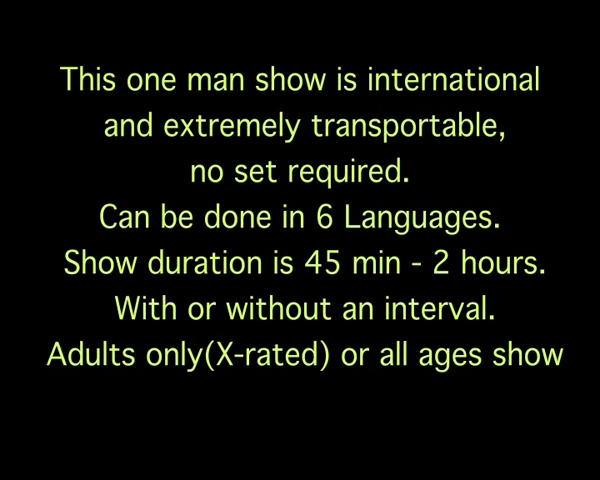 This one man show is international
and extremely transportable,
no set required.
Can be done in 6 Languages.
Show duration is 45 min - 2 hours.
With or without an interval.
Adults only(X-rated) or all ages show